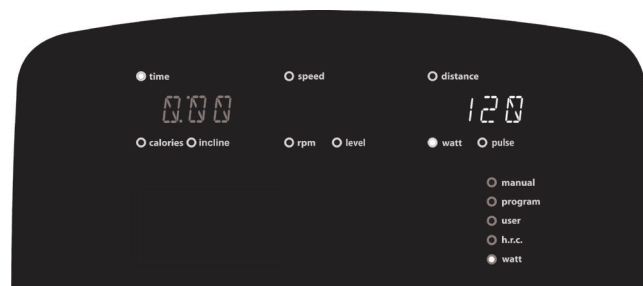 time speed distance
0:00 120
calories incline rpm level watt pulse
manual
program
user
h.r.c.
watt